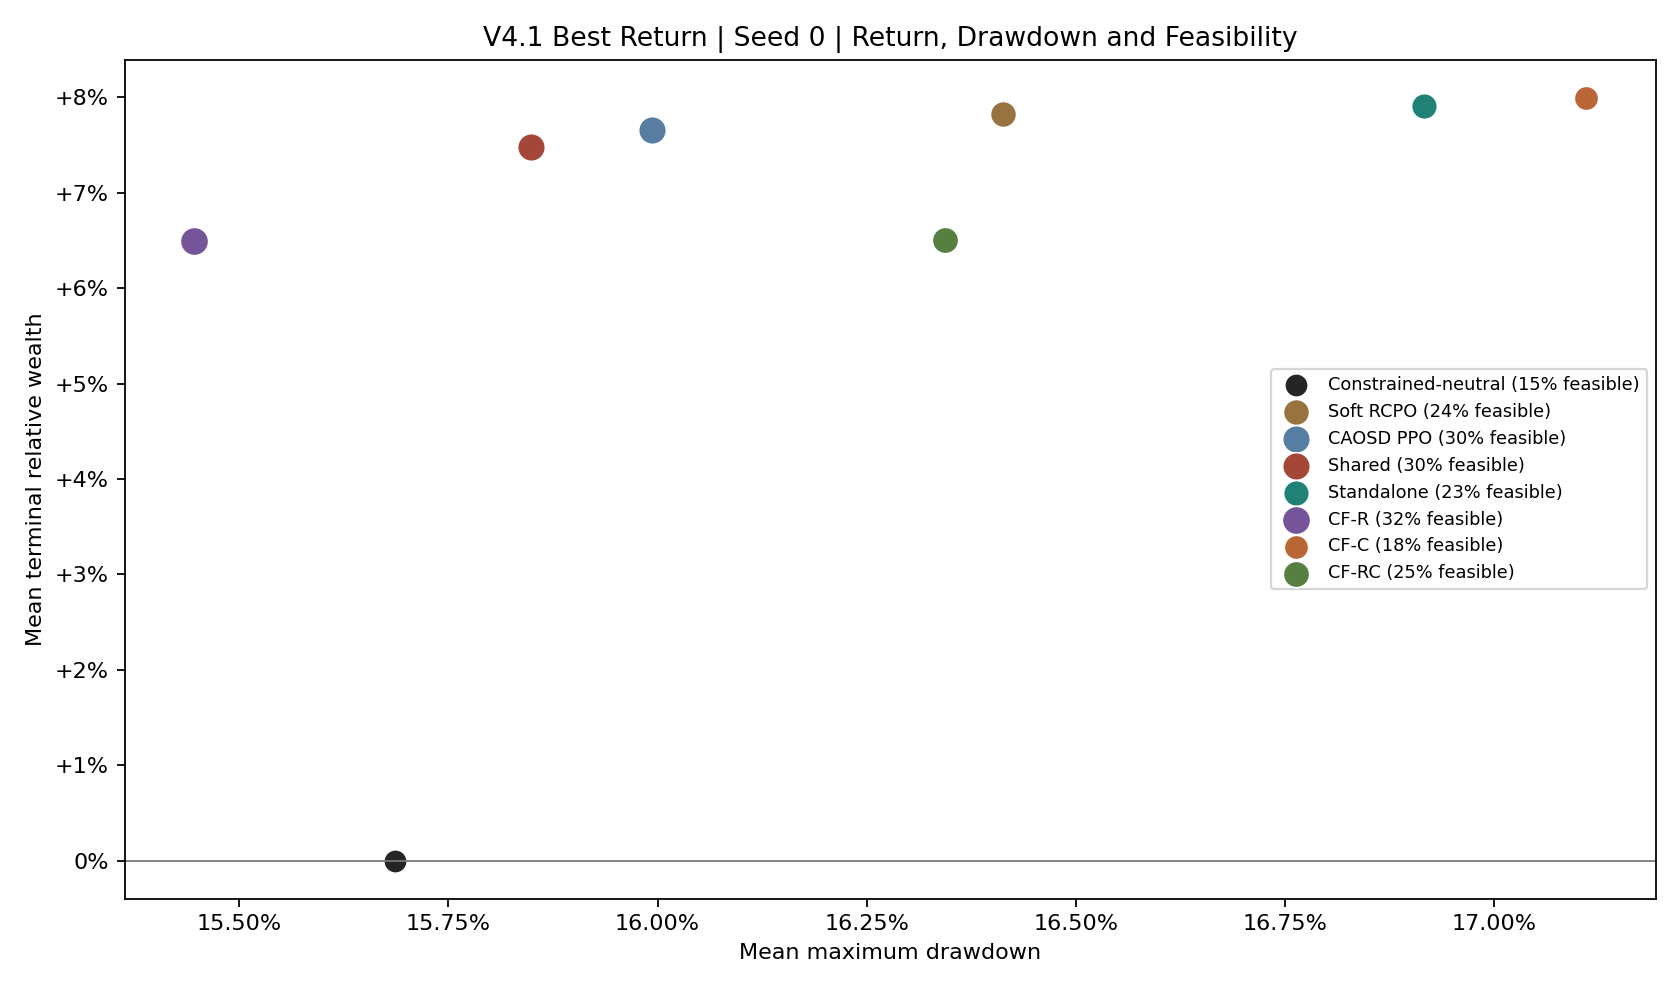 V4.1 Best Return | Seed 0 | Return, Drawdown and Feasibility
Mean terminal relative wealth
+8%
+7%
+6%
+5%
+4%
+3%
+2%
+1%
0%
Constrained-neutral (15% feasible)
Soft RCPO (24% feasible)
CAOSD PPO (30% feasible)
Shared (30% feasible)
Standalone (23% feasible)
CF-R (32% feasible)
CF-C (18% feasible)
CF-RC (25% feasible)
15.50% 15.75% 16.00% 16.25% 16.50% 16.75% 17.00%
Mean maximum drawdown